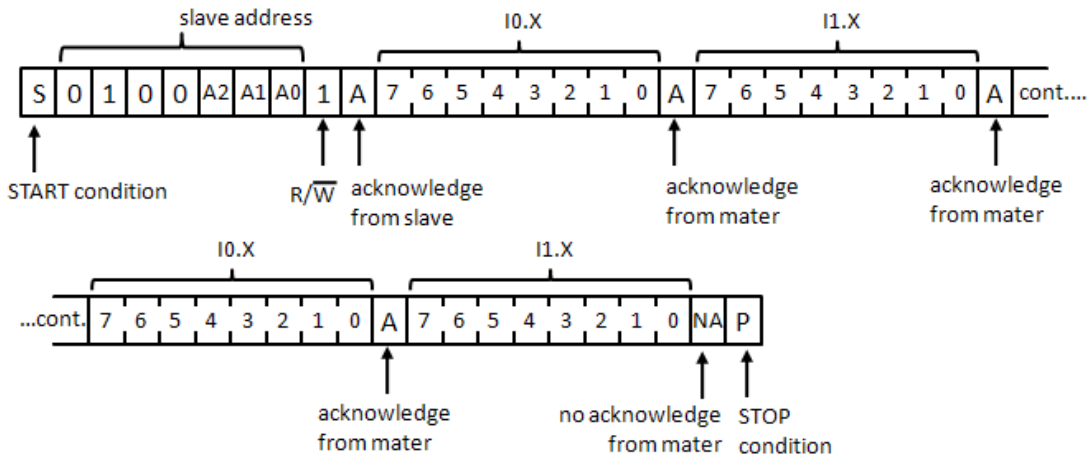 slave address I0.X I1.X
S 0 1 0 0 A2 A1 A0 1 A 7 6 5 4 3 2 1 0 A 7 6 5 4 3 2 1 0 A cont....
START condition R/W̅ acknowledge acknowledge acknowledge
from slave from mater from mater
I0.X I1.X
...cont. 7 6 5 4 3 2 1 0 A 7 6 5 4 3 2 1 0 NA P
acknowledge no acknowledge STOP
from mater from mater condition